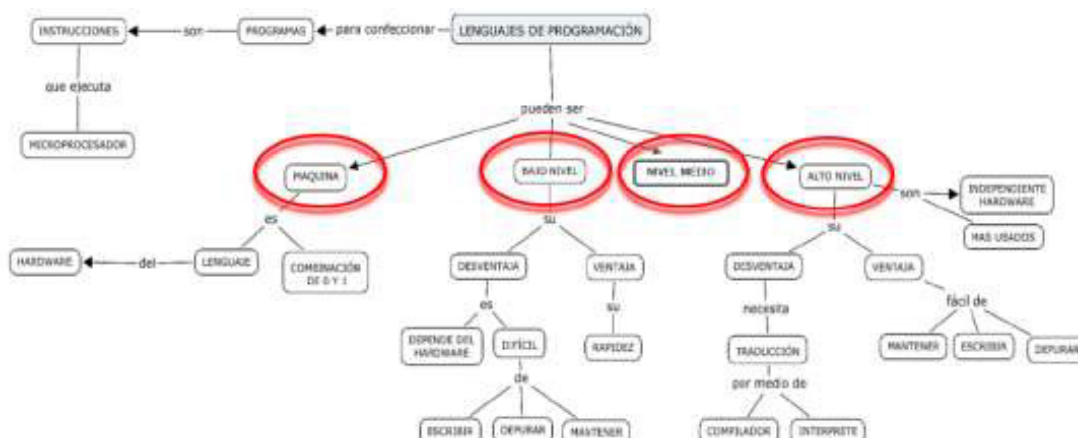 LENGUAJES DE PROGRAMACIÓN
para confeccionar
PROGRAMAS
son
INSTRUCCIONES
que ejecuta
MICROPROCESADOR
pueden ser
MAQUINA
BAJO NIVEL
NIVEL MEDIO
ALTO NIVEL
es
LENGUAJE
del
HARDWARE
COMBINACIÓN
DE 0 Y 1
su
DESVENTAJA
VENTAJA
es
su
DEPENDE DEL
HARDWARE
DIFÍCIL
RAPIDEZ
de
ESCRIBIR
DEPURAR
MANTENER
son
INDEPENDIENTE
HARDWARE
MAS USADOS
su
DESVENTAJA
VENTAJA
necesita
fácil de
TRADUCCIÓN
MANTENER
ESCRIBIR
DEPURAR
por medio de
COMPILADOR
INTERPRETE